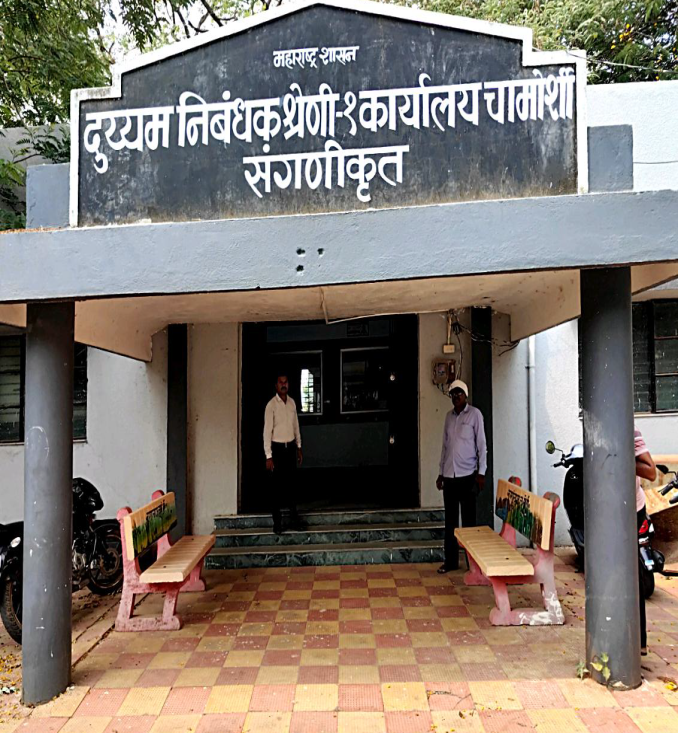 महाराष्ट्र शासन
दुय्यम निबंधक श्रेणी-१ कार्यालय चामोर्शी
संगणीकृत